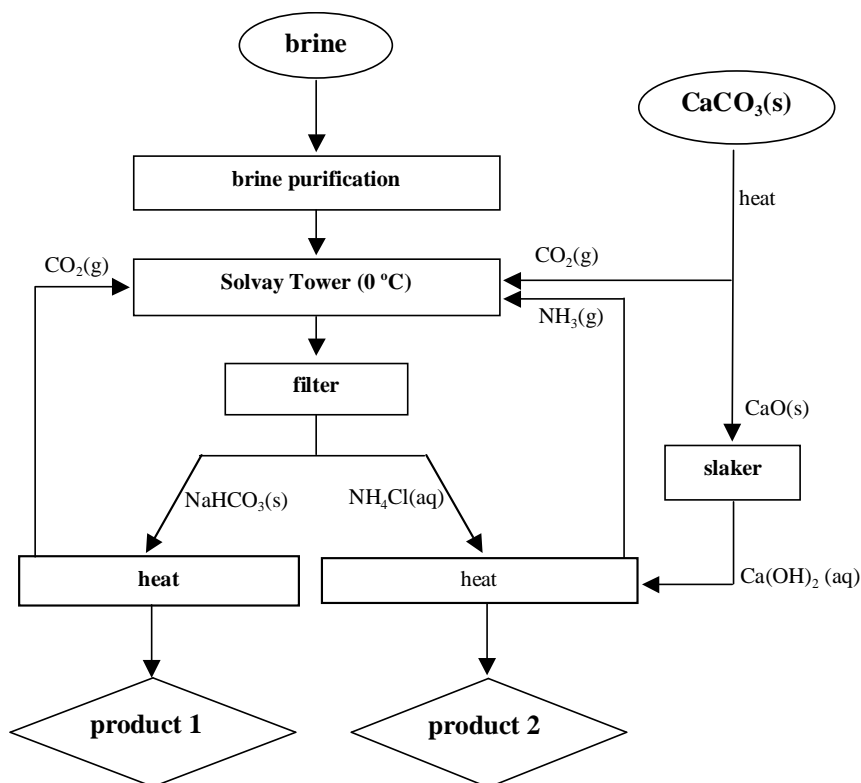 brine
CaCO₃(s)
brine purification
heat
CO₂(g)
CO₂(g)
Solvay Tower (0 ºC)
NH₃(g)
filter
CaO(s)
slaker
NaHCO₃(s)
NH₄Cl(aq)
heat
heat
Ca(OH)₂ (aq)
product 1
product 2